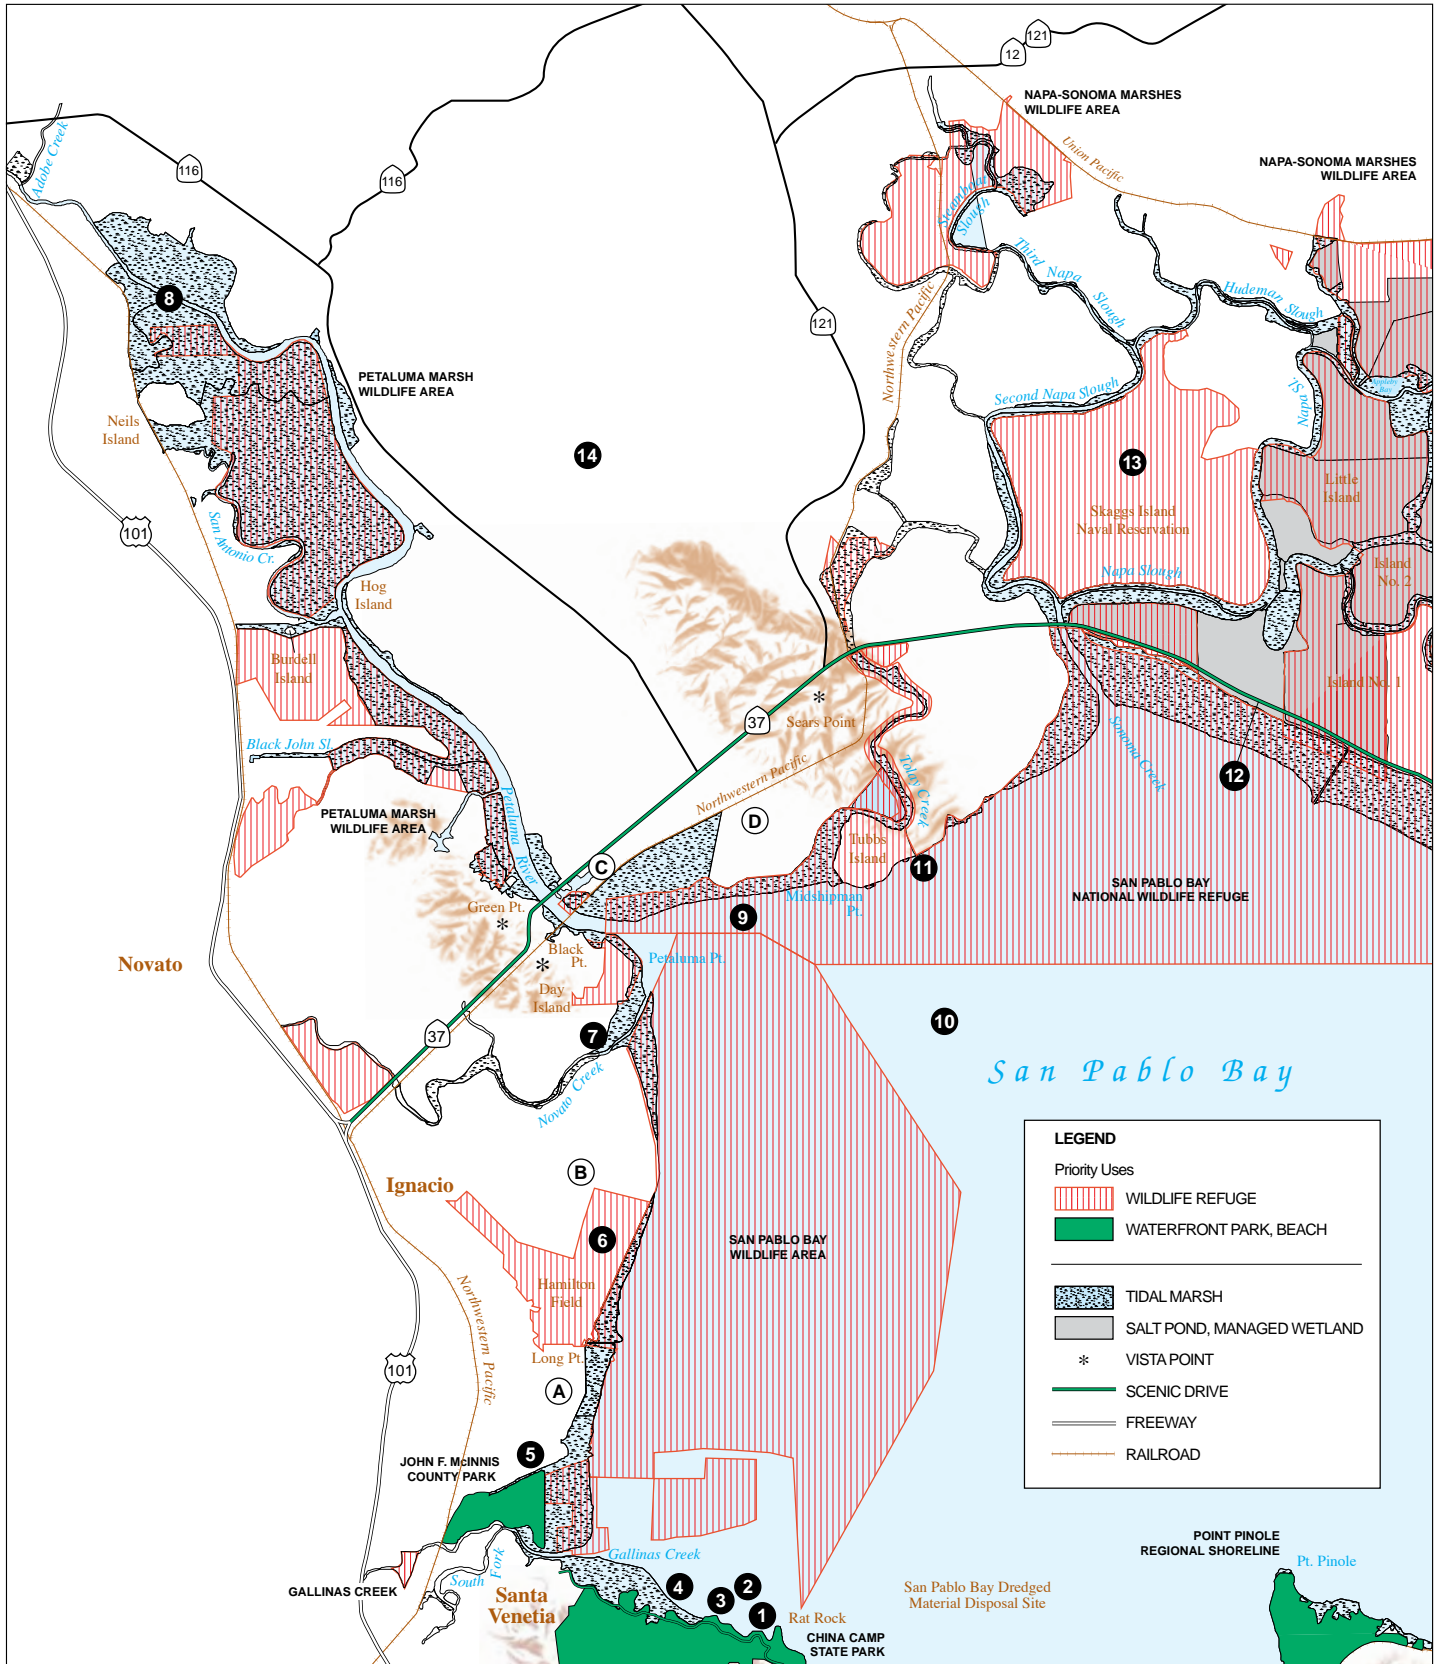 121
12
NAPA-SONOMA MARSHES
WILDLIFE AREA
Adobe Creek
Union Pacific
NAPA-SONOMA MARSHES
WILDLIFE AREA
116
116
Steamboat
Slough
Third Napa Slough
Hudeman Slough
8
121
Northwestern Pacific
PETALUMA MARSH
WILDLIFE AREA
Appleby
Bay
Second Napa Slough
Napa Sl.
Neils
Island
14
13
Little
Island
101
San Antonio Cr.
Skaggs Island
Naval Reservation
Napa Slough
Island
No. 2
Hog
Island
Burdell
Island
Island No. 1
Sears Point
37
Black John Sl.
Sonoma Creek
Tolay Creek
12
Northwestern Pacific
Petaluma River
PETALUMA MARSH
WILDLIFE AREA
D
Tubbs
Island
C
11
SAN PABLO BAY
NATIONAL WILDLIFE REFUGE
Green Pt.
Midshipman
Pt.
9
Black
Pt.
Petaluma Pt.
Novato
Day
Island
10
7
37
San Pablo Bay
Novato Creek
LEGEND
Priority Uses
WILDLIFE REFUGE
WATERFRONT PARK, BEACH
TIDAL MARSH
SALT POND, MANAGED WETLAND
* VISTA POINT
SCENIC DRIVE
FREEWAY
RAILROAD
B
Ignacio
6
SAN PABLO BAY
WILDLIFE AREA
Hamilton
Field
Northwestern Pacific
Long Pt.
101
A
5
JOHN F. McINNIS
COUNTY PARK
POINT PINOLE
REGIONAL SHORELINE
Pt. Pinole
Gallinas Creek
South Fork
GALLINAS CREEK
Santa
Venetia
4
2
3
1
Rat Rock
San Pablo Bay Dredged
Material Disposal Site
CHINA CAMP
STATE PARK